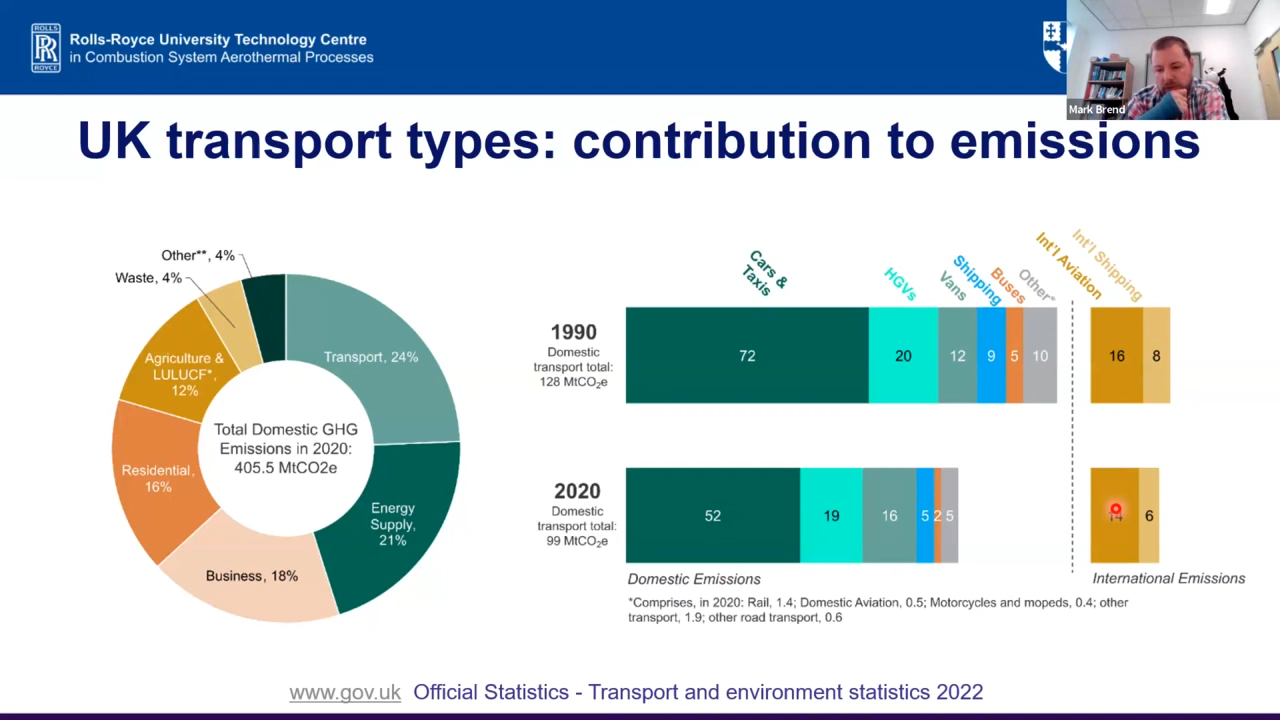 ROLLS
RR
ROYCE
Rolls-Royce University Technology Centre
in Combustion System Aerothermal Processes
Mark Brend
UK transport types: contribution to emissions
Other**, 4%
Waste, 4%
Transport, 24%
Agriculture &
LULUCF*,
12%
Total Domestic GHG
Emissions in 2020:
405.5 MtCO2e
Residential,
16%
Energy
Supply,
21%
Business, 18%
Cars &
Taxis
HGVs
Vans
Shipping
Buses
Other*
Int'l Aviation
Int'l Shipping
1990
Domestic
transport total:
128 MtCO₂e
72
20
12
9
5
10
16
8
2020
Domestic
transport total:
99 MtCO₂e
52
19
16
5
2
5
14
6
Domestic Emissions
International Emissions
*Comprises, in 2020: Rail, 1.4; Domestic Aviation, 0.5; Motorcycles and mopeds, 0.4; other
transport, 1.9; other road transport, 0.6
www.gov.uk Official Statistics - Transport and environment statistics 2022